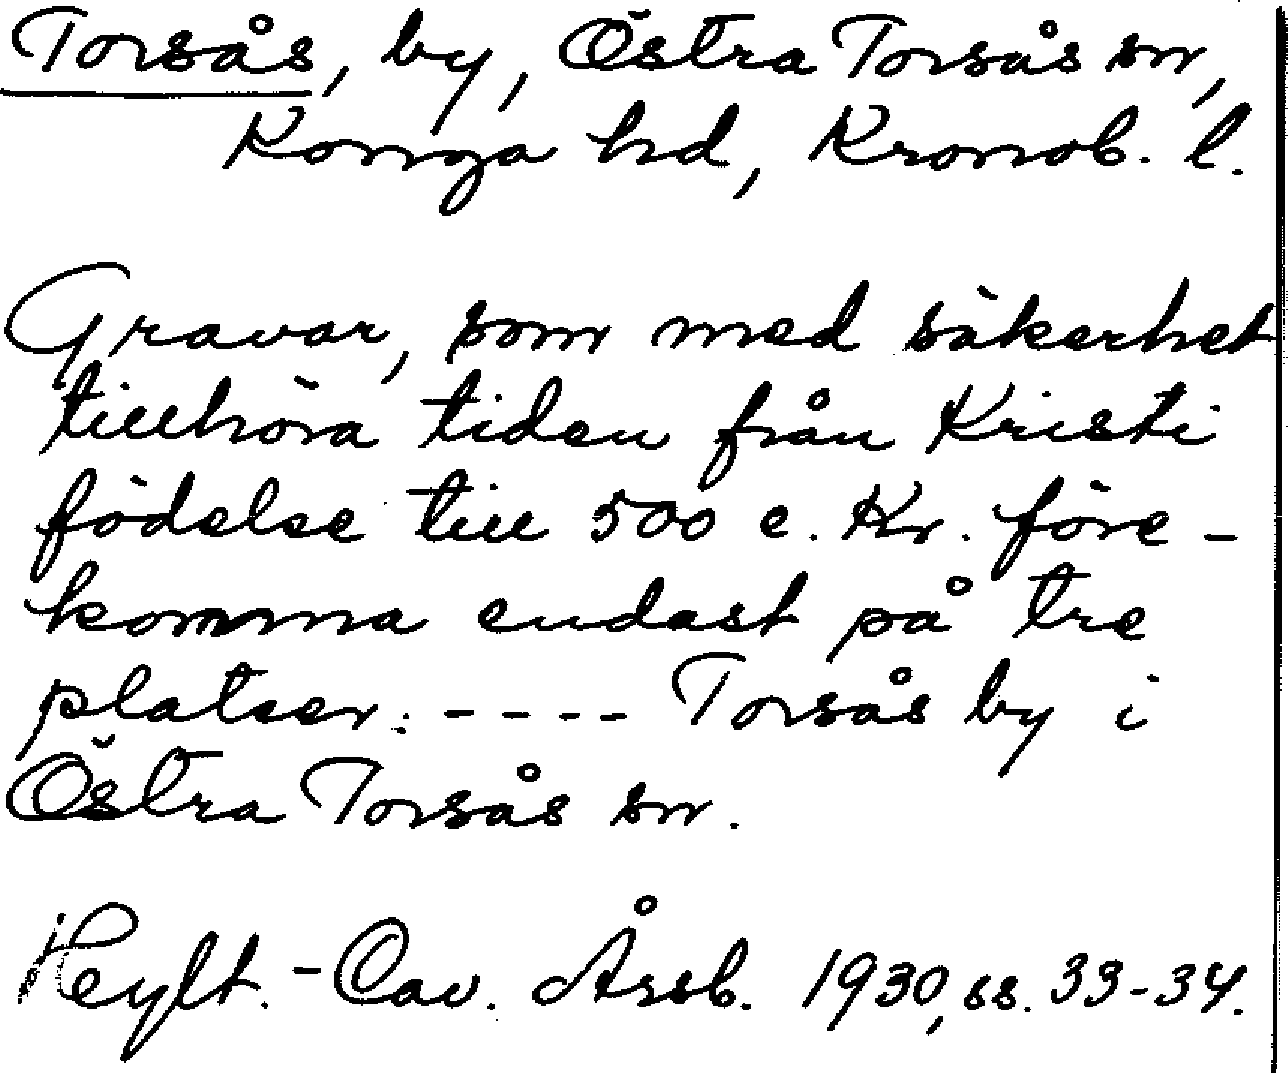 Torsås, by, Östra Torsås sn,
Konga hd, Kronob. l.
Gravar, som med säkerhet
tillhöra tiden från Kristi
födelse till 500 e. Kr. före-
komma endast på tre
platser: ---- Torsås by i
Östra Torsås sn.
Heylt.-Cav. Årsb. 1930, ss. 33-34.